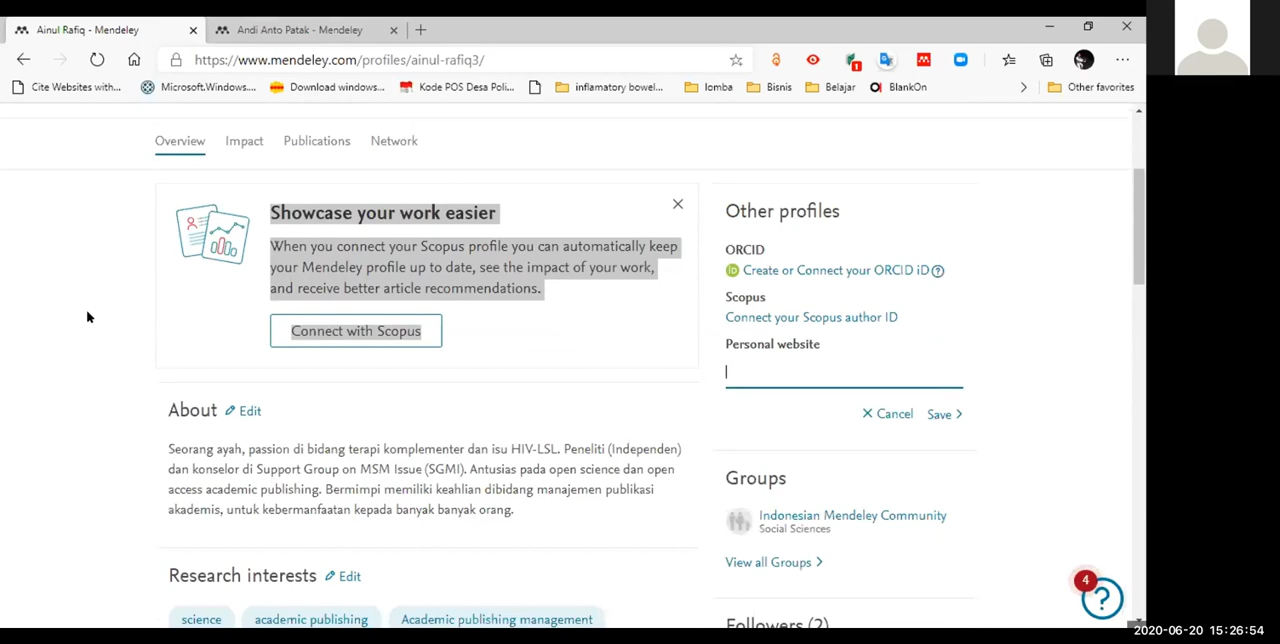 Ainul Rafiq - Mendeley
Andi Anto Patak - Mendeley
https://www.mendeley.com/profiles/ainul-rafiq3/
1
Cite Websites with...
Microsoft.Windows....
Download windows...
Kode POS Desa Poli...
inflamatory bowel...
lomba
Bisnis
Belajar
BlankOn
Other favorites
Overview
Impact
Publications
Network
Showcase your work easier
When you connect your Scopus profile you can automatically keep
your Mendeley profile up to date, see the impact of your work,
and receive better article recommendations.
Connect with Scopus
About
Edit
Seorang ayah, passion di bidang terapi komplementer dan isu HIV-LSL. Peneliti (Independen)
dan konselor di Support Group on MSM Issue (SGMI). Antusias pada open science dan open
access academic publishing. Bermimpi memiliki keahlian dibidang manajemen publikasi
akademis, untuk kebermanfaatan kepada banyak banyak orang.
Research interests
Edit
science
academic publishing
Academic publishing management
Other profiles
ORCID
iD Create or Connect your ORCID iD ?
Scopus
Connect your Scopus author ID
Personal website
Cancel
Save
Groups
Indonesian Mendeley Community
Social Sciences
View all Groups
Followers (2)
4
?
2020-06-20 15:26:54